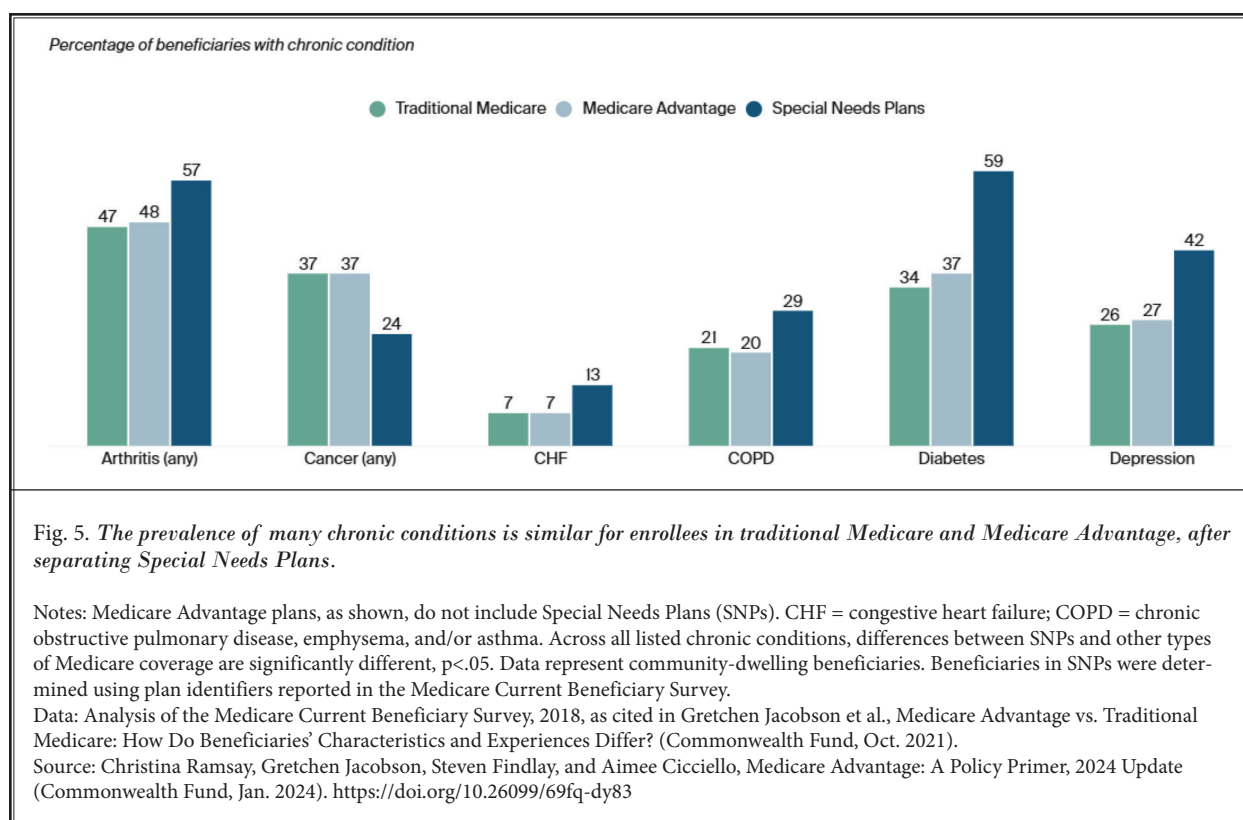 Percentage of beneficiaries with chronic condition
Traditional Medicare Medicare Advantage Special Needs Plans
47 48 57
37 37 24
7 7 13
21 20 29
34 37 59
26 27 42
Arthritis (any) Cancer (any) CHF COPD Diabetes Depression
Fig. 5. The prevalence of many chronic conditions is similar for enrollees in traditional Medicare and Medicare Advantage, after
separating Special Needs Plans.
Notes: Medicare Advantage plans, as shown, do not include Special Needs Plans (SNPs). CHF = congestive heart failure; COPD = chronic
obstructive pulmonary disease, emphysema, and/or asthma. Across all listed chronic conditions, differences between SNPs and other types
of Medicare coverage are significantly different, p<.05. Data represent community-dwelling beneficiaries. Beneficiaries in SNPs were deter-
mined using plan identifiers reported in the Medicare Current Beneficiary Survey.
Data: Analysis of the Medicare Current Beneficiary Survey, 2018, as cited in Gretchen Jacobson et al., Medicare Advantage vs. Traditional
Medicare: How Do Beneficiaries’ Characteristics and Experiences Differ? (Commonwealth Fund, Oct. 2021).
Source: Christina Ramsay, Gretchen Jacobson, Steven Findlay, and Aimee Cicciello, Medicare Advantage: A Policy Primer, 2024 Update
(Commonwealth Fund, Jan. 2024). https://doi.org/10.26099/69fq-dy83